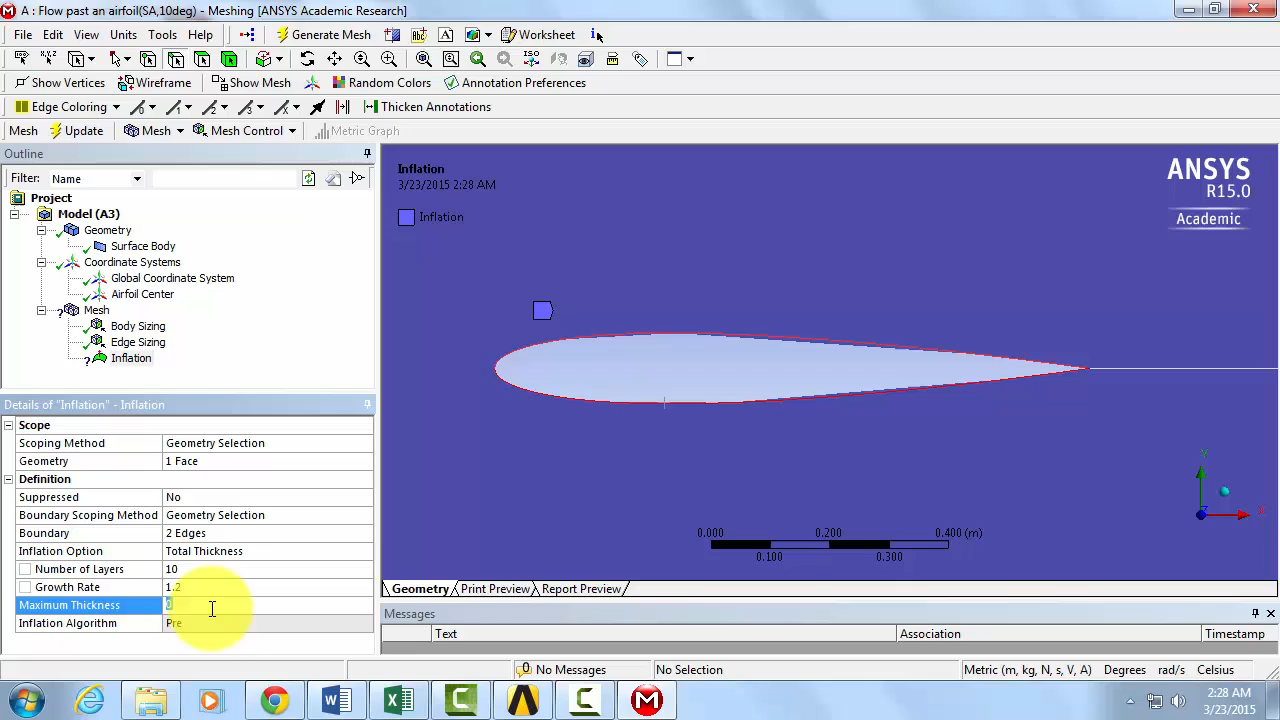 A : Flow past an airfoil(SA,10deg) - Meshing [ANSYS Academic Research]
File Edit View Units Tools Help Generate Mesh A Worksheet i
ISO
Show Vertices Wireframe Show Mesh Random Colors Annotation Preferences
Edge Coloring Thicken Annotations
Mesh Update Mesh Mesh Control Metric Graph
Outline
Filter: Name
Project
Model (A3)
Geometry
Surface Body
Coordinate Systems
Global Coordinate System
Airfoil Center
Mesh
Body Sizing
Edge Sizing
Inflation
Details of "Inflation" - Inflation
Scope
Scoping Method Geometry Selection
Geometry 1 Face
Definition
Suppressed No
Boundary Scoping Method Geometry Selection
Boundary 2 Edges
Inflation Option Total Thickness
Number of Layers 10
Growth Rate 1.2
Maximum Thickness 0
Inflation Algorithm Pre
Inflation
3/23/2015 2:28 AM
Inflation
ANSYS
R15.0
Academic
0.000 0.200 0.400 (m)
0.100 0.300
Y
X
Geometry Print Preview Report Preview
Messages
Text Association Timestamp
0 No Messages No Selection Metric (m, kg, N, s, V, A) Degrees rad/s Celsius
2:28 AM
3/23/2015